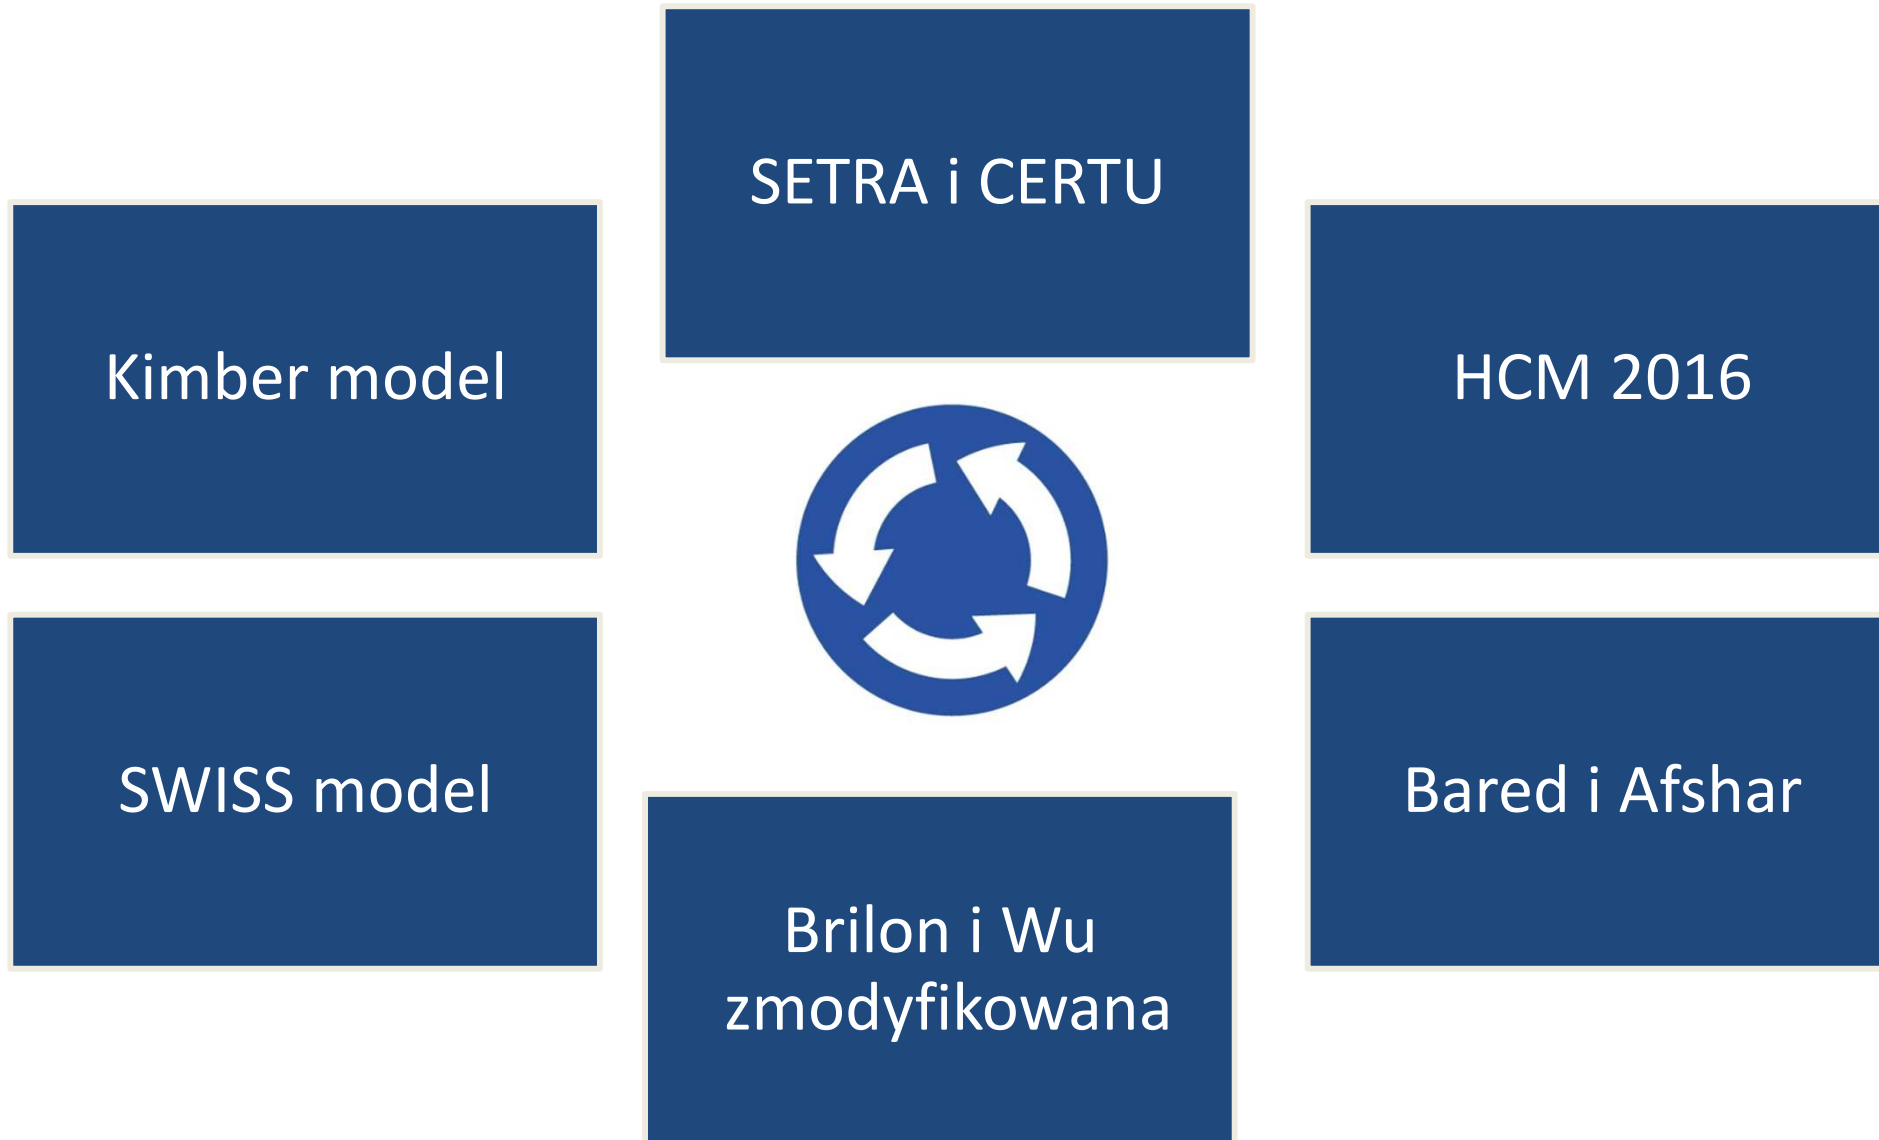 SETRA i CERTU
Kimber model
HCM 2016
SWISS model
Bared i Afshar
Brilon i Wu
zmodyfikowana